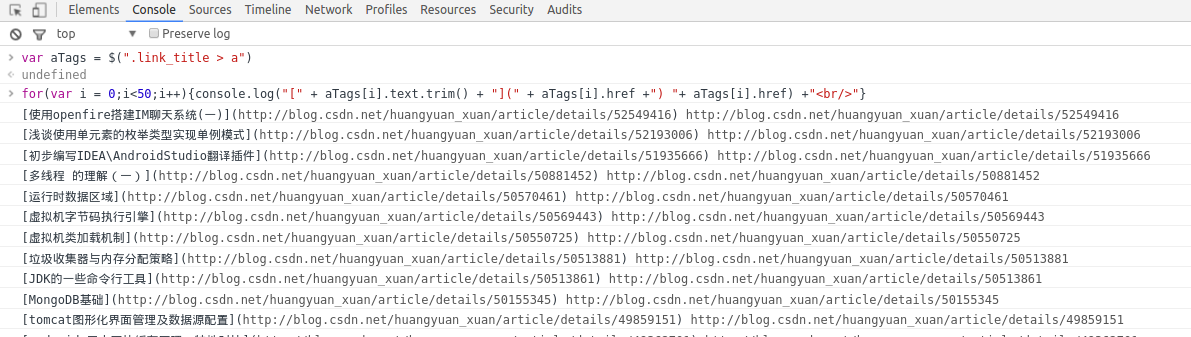 Elements Console Sources Timeline Network Profiles Resources Security Audits
top Preserve log
var aTags = $(".link_title > a")
undefined
for(var i = 0;i<50;i++){console.log("[" + aTags[i].text.trim() + "](" + aTags[i].href +") "+ aTags[i].href) +"<br/>"}
[使用openfire搭建IM聊天系统(一)](http://blog.csdn.net/huangyuan_xuan/article/details/52549416) http://blog.csdn.net/huangyuan_xuan/article/details/52549416
[浅谈使用单元素的枚举类型实现单例模式](http://blog.csdn.net/huangyuan_xuan/article/details/52193006) http://blog.csdn.net/huangyuan_xuan/article/details/52193006
[初步编写IDEA\AndroidStudio翻译插件](http://blog.csdn.net/huangyuan_xuan/article/details/51935666) http://blog.csdn.net/huangyuan_xuan/article/details/51935666
[多线程 的理解（一）](http://blog.csdn.net/huangyuan_xuan/article/details/50881452) http://blog.csdn.net/huangyuan_xuan/article/details/50881452
[运行时数据区域](http://blog.csdn.net/huangyuan_xuan/article/details/50570461) http://blog.csdn.net/huangyuan_xuan/article/details/50570461
[虚拟机字节码执行引擎](http://blog.csdn.net/huangyuan_xuan/article/details/50569443) http://blog.csdn.net/huangyuan_xuan/article/details/50569443
[虚拟机类加载机制](http://blog.csdn.net/huangyuan_xuan/article/details/50550725) http://blog.csdn.net/huangyuan_xuan/article/details/50550725
[垃圾收集器与内存分配策略](http://blog.csdn.net/huangyuan_xuan/article/details/50513881) http://blog.csdn.net/huangyuan_xuan/article/details/50513881
[JDK的一些命令行工具](http://blog.csdn.net/huangyuan_xuan/article/details/50513861) http://blog.csdn.net/huangyuan_xuan/article/details/50513861
[MongoDB基础](http://blog.csdn.net/huangyuan_xuan/article/details/50155345) http://blog.csdn.net/huangyuan_xuan/article/details/50155345
[tomcat图形化界面管理及数据源配置](http://blog.csdn.net/huangyuan_xuan/article/details/49859151) http://blog.csdn.net/huangyuan_xuan/article/details/49859151